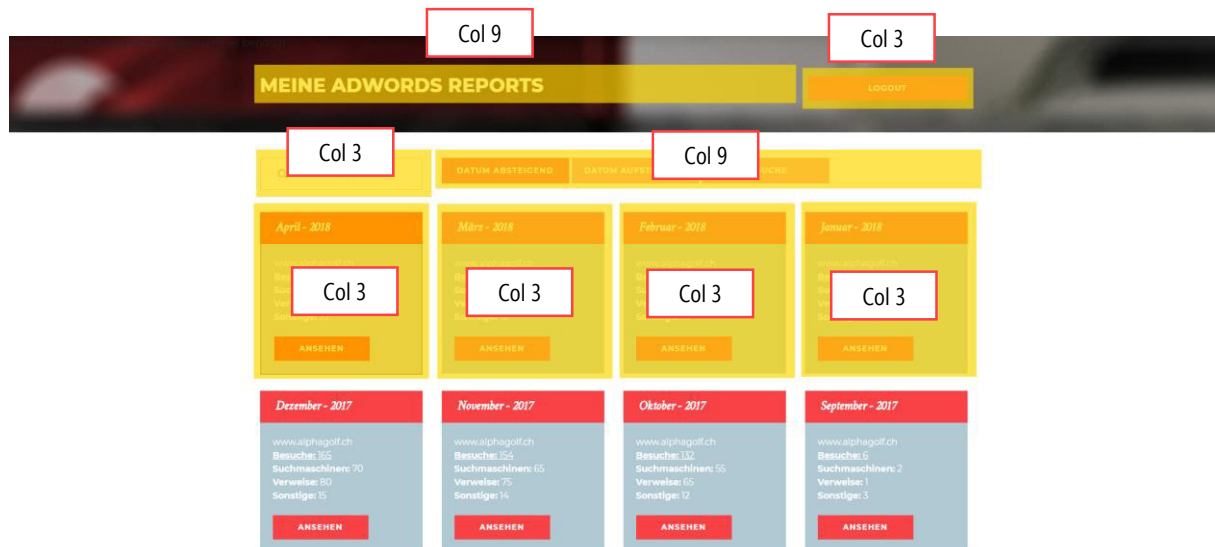 Col 9
Col 3
MEINE ADWORDS REPORTS
LOGOUT
Col 3
Col 9
DATUM ABSTEIGEND
DATUM
April - 2018
März - 2018
Februar - 2018
Januar - 2018
www.alphagolf.ch
Col 3
Col 3
Col 3
Col 3
ANSEHEN
ANSEHEN
ANSEHEN
ANSEHEN
Dezember - 2017
November - 2017
Oktober - 2017
September - 2017
www.alphagolf.ch
www.alphagolf.ch
www.alphagolf.ch
www.alphagolf.ch
Besuche: 165
Besuche: 154
Besuche: 132
Besuche: 6
Suchmaschinen: 70
Suchmaschinen: 65
Suchmaschinen: 55
Suchmaschinen: 2
Verweise: 80
Verweise: 75
Verweise: 65
Verweise: 1
Sonstige: 15
Sonstige: 14
Sonstige: 12
Sonstige: 3
ANSEHEN
ANSEHEN
ANSEHEN
ANSEHEN